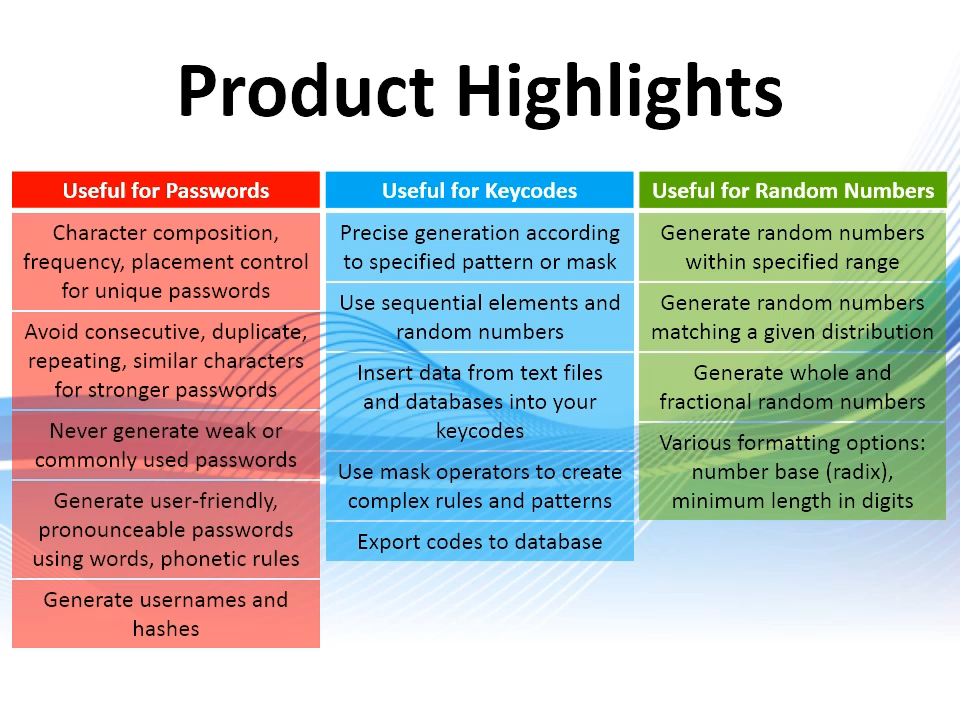 Product Highlights
Useful for Passwords
Character composition,
frequency, placement control
for unique passwords
Avoid consecutive, duplicate,
repeating, similar characters
for stronger passwords
Never generate weak or
commonly used passwords
Generate user-friendly,
pronounceable passwords
using words, phonetic rules
Generate usernames and
hashes
Useful for Keycodes
Precise generation according
to specified pattern or mask
Use sequential elements and
random numbers
Insert data from text files
and databases into your
keycodes
Use mask operators to create
complex rules and patterns
Export codes to database
Useful for Random Numbers
Generate random numbers
within specified range
Generate random numbers
matching a given distribution
Generate whole and
fractional random numbers
Various formatting options:
number base (radix),
minimum length in digits